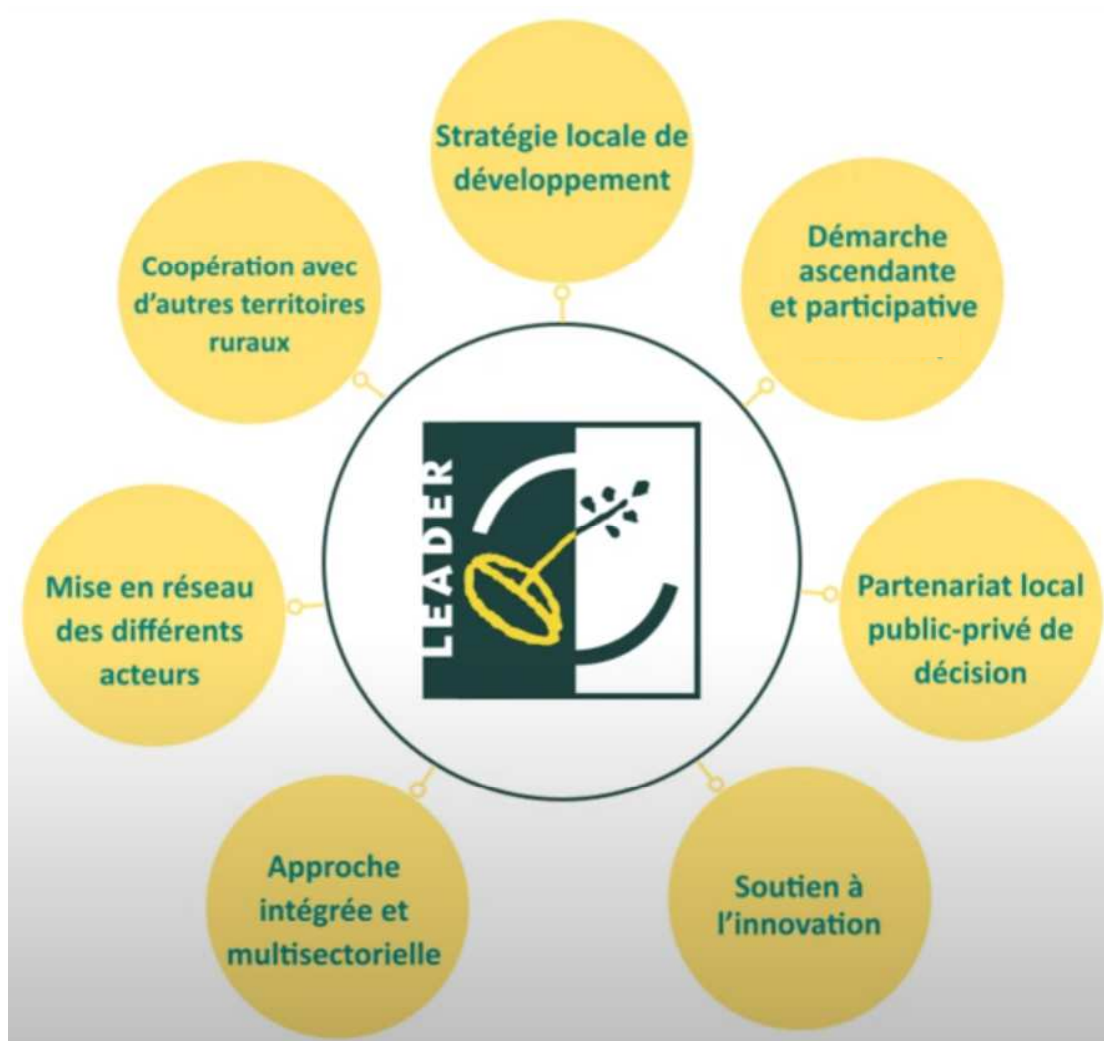 Stratégie locale de
développement
Démarche
ascendante
et participative
Partenariat local
public-privé de
décision
Soutien à
l'innovation
Approche
intégrée et
multisectorielle
Mise en réseau
des différents
acteurs
Coopération avec
d'autres territoires
ruraux
LEADER